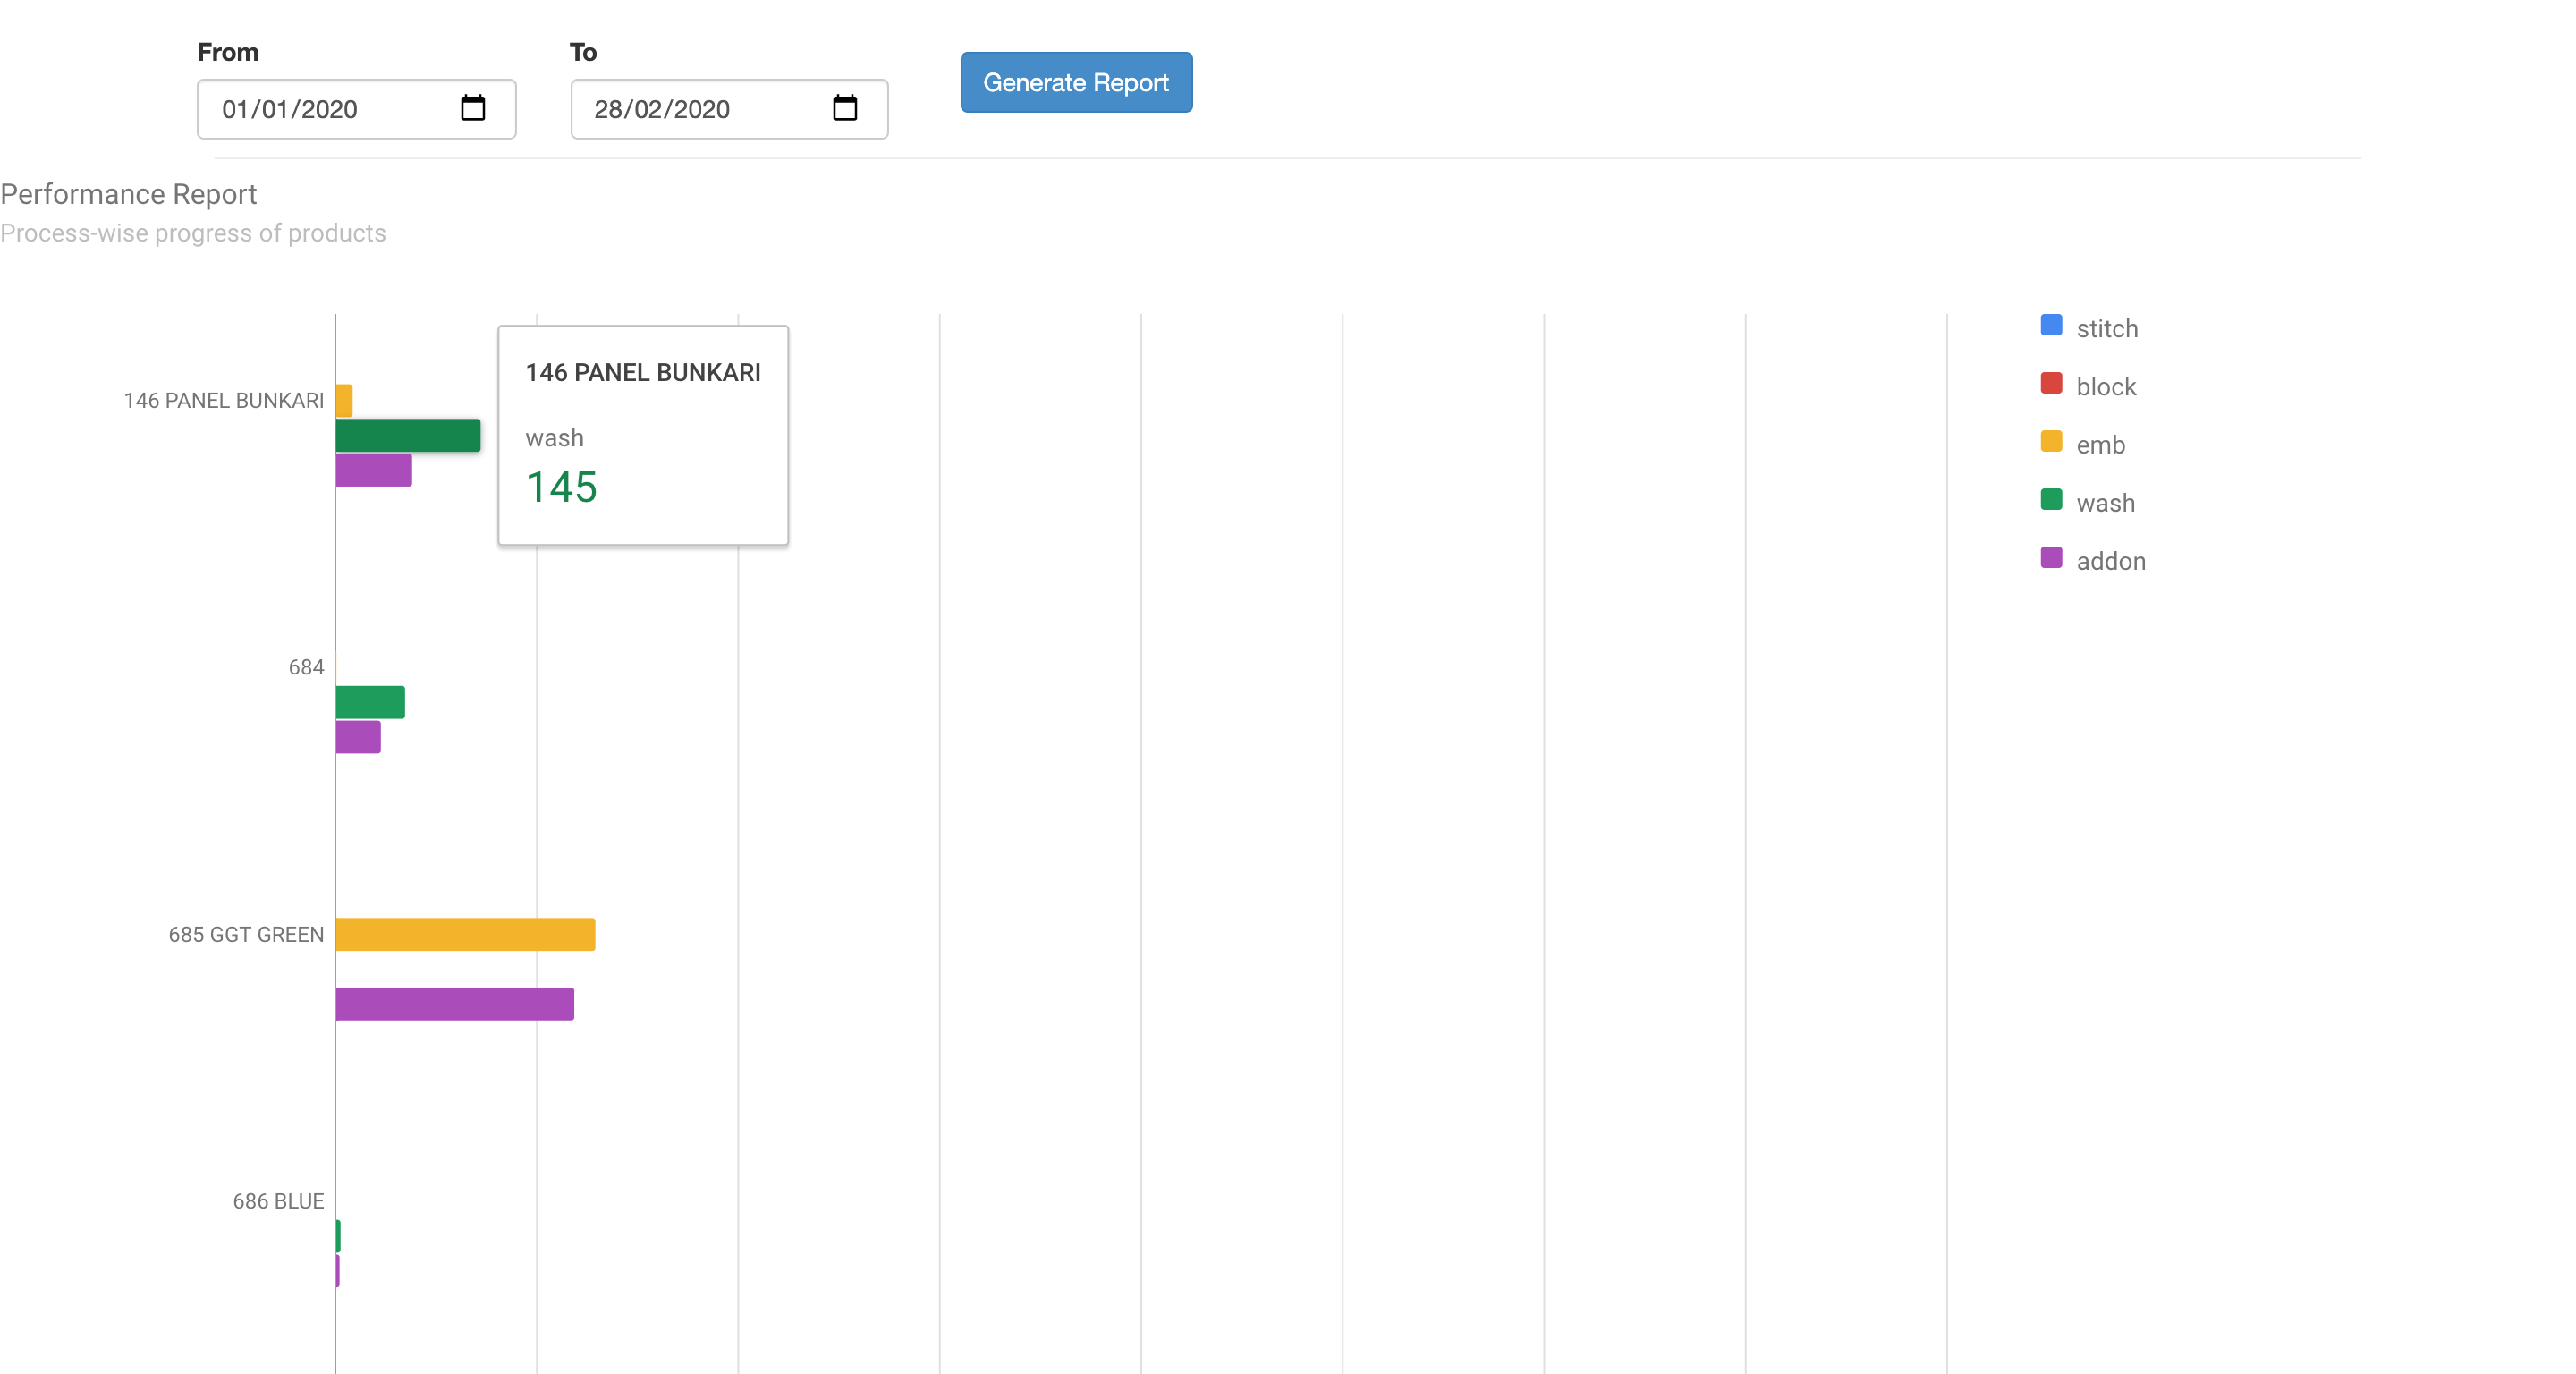 From
To
01/01/2020
28/02/2020
Generate Report
Performance Report
Process-wise progress of products
146 PANEL BUNKARI
146 PANEL BUNKARI
wash
145
684
685 GGT GREEN
686 BLUE
stitch
block
emb
wash
addon